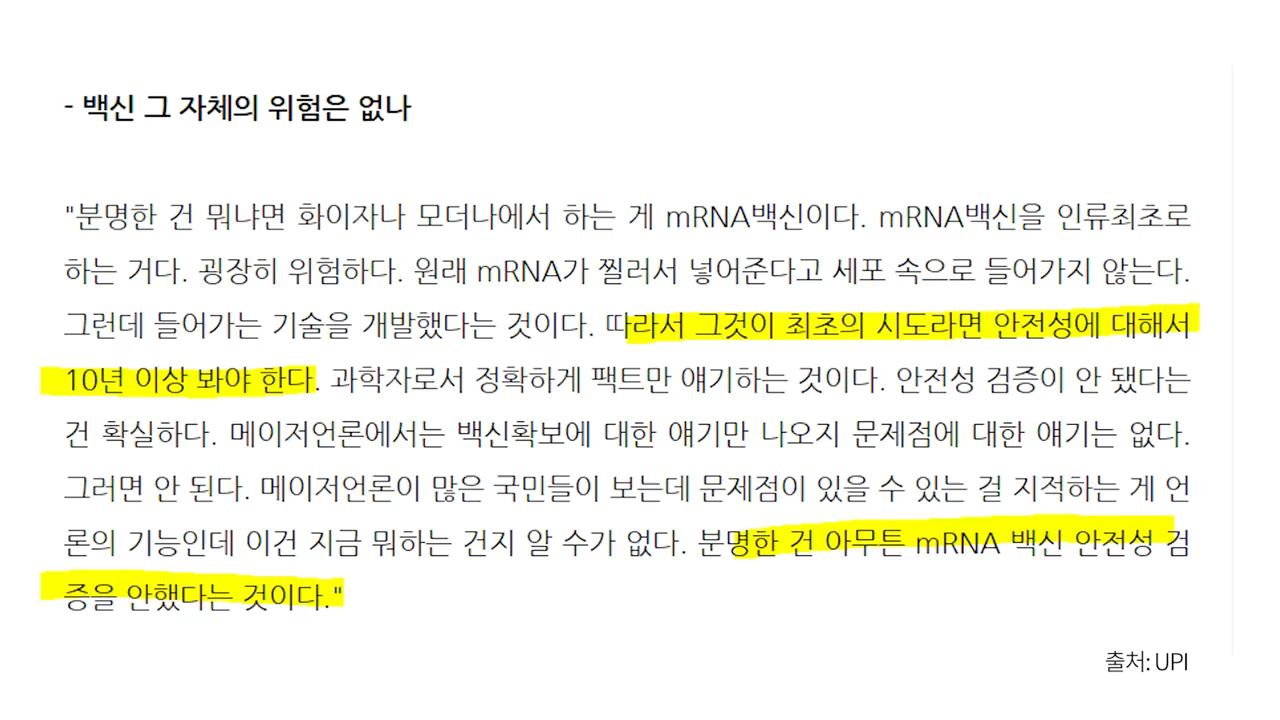 - 백신 그 자체의 위험은 없나
"분명한 건 뭐냐면 화이자나 모더나에서 하는 게 mRNA백신이다. mRNA백신을 인류최초로
하는 거다. 굉장히 위험하다. 원래 mRNA가 찔러서 넣어준다고 세포 속으로 들어가지 않는다.
그런데 들어가는 기술을 개발했다는 것이다. 따라서 그것이 최초의 시도라면 안전성에 대해서
10년 이상 봐야 한다. 과학자로서 정확하게 팩트만 얘기하는 것이다. 안전성 검증이 안 됐다는
건 확실하다. 메이저언론에서는 백신확보에 대한 얘기만 나오지 문제점에 대한 얘기는 없다.
그러면 안 된다. 메이저언론이 많은 국민들이 보는데 문제점이 있을 수 있는 걸 지적하는 게 언
론의 기능인데 이건 지금 뭐하는 건지 알 수가 없다. 분명한 건 아무튼 mRNA 백신 안전성 검
증을 안했다는 것이다."
출처: UPI